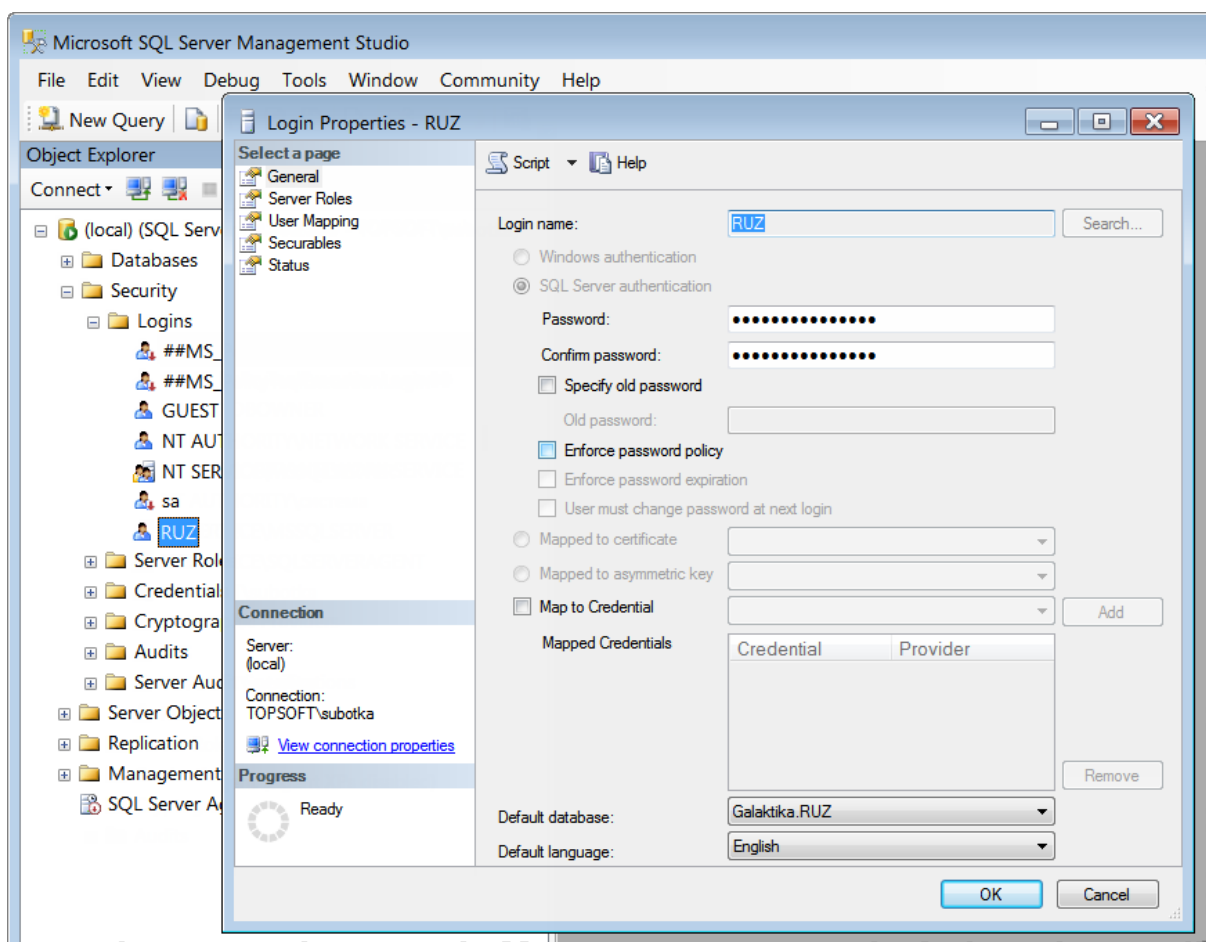 Microsoft SQL Server Management Studio
File Edit View Debug Tools Window Community Help
New Query
Object Explorer
Connect
(local) (SQL Serv
Databases
Security
Logins
##MS_
##MS_
GUEST
NT AUT
NT SER
sa
RUZ
Server Role
Credential
Cryptogra
Audits
Server Aud
Server Object
Replication
Management
SQL Server Ag
Login Properties - RUZ
Select a page
General
Server Roles
User Mapping
Securables
Status
Connection
Server:
(local)
Connection:
TOPSOFT\subotka
View connection properties
Progress
Ready
Script Help
Login name: RUZ Search...
Windows authentication
SQL Server authentication
Password: •••••••••••••••
Confirm password: •••••••••••••••
Specify old password
Old password:
Enforce password policy
Enforce password expiration
User must change password at next login
Mapped to certificate
Mapped to asymmetric key
Map to Credential Add
Mapped Credentials Credential Provider
Remove
Default database: Galaktika.RUZ
Default language: English
OK Cancel